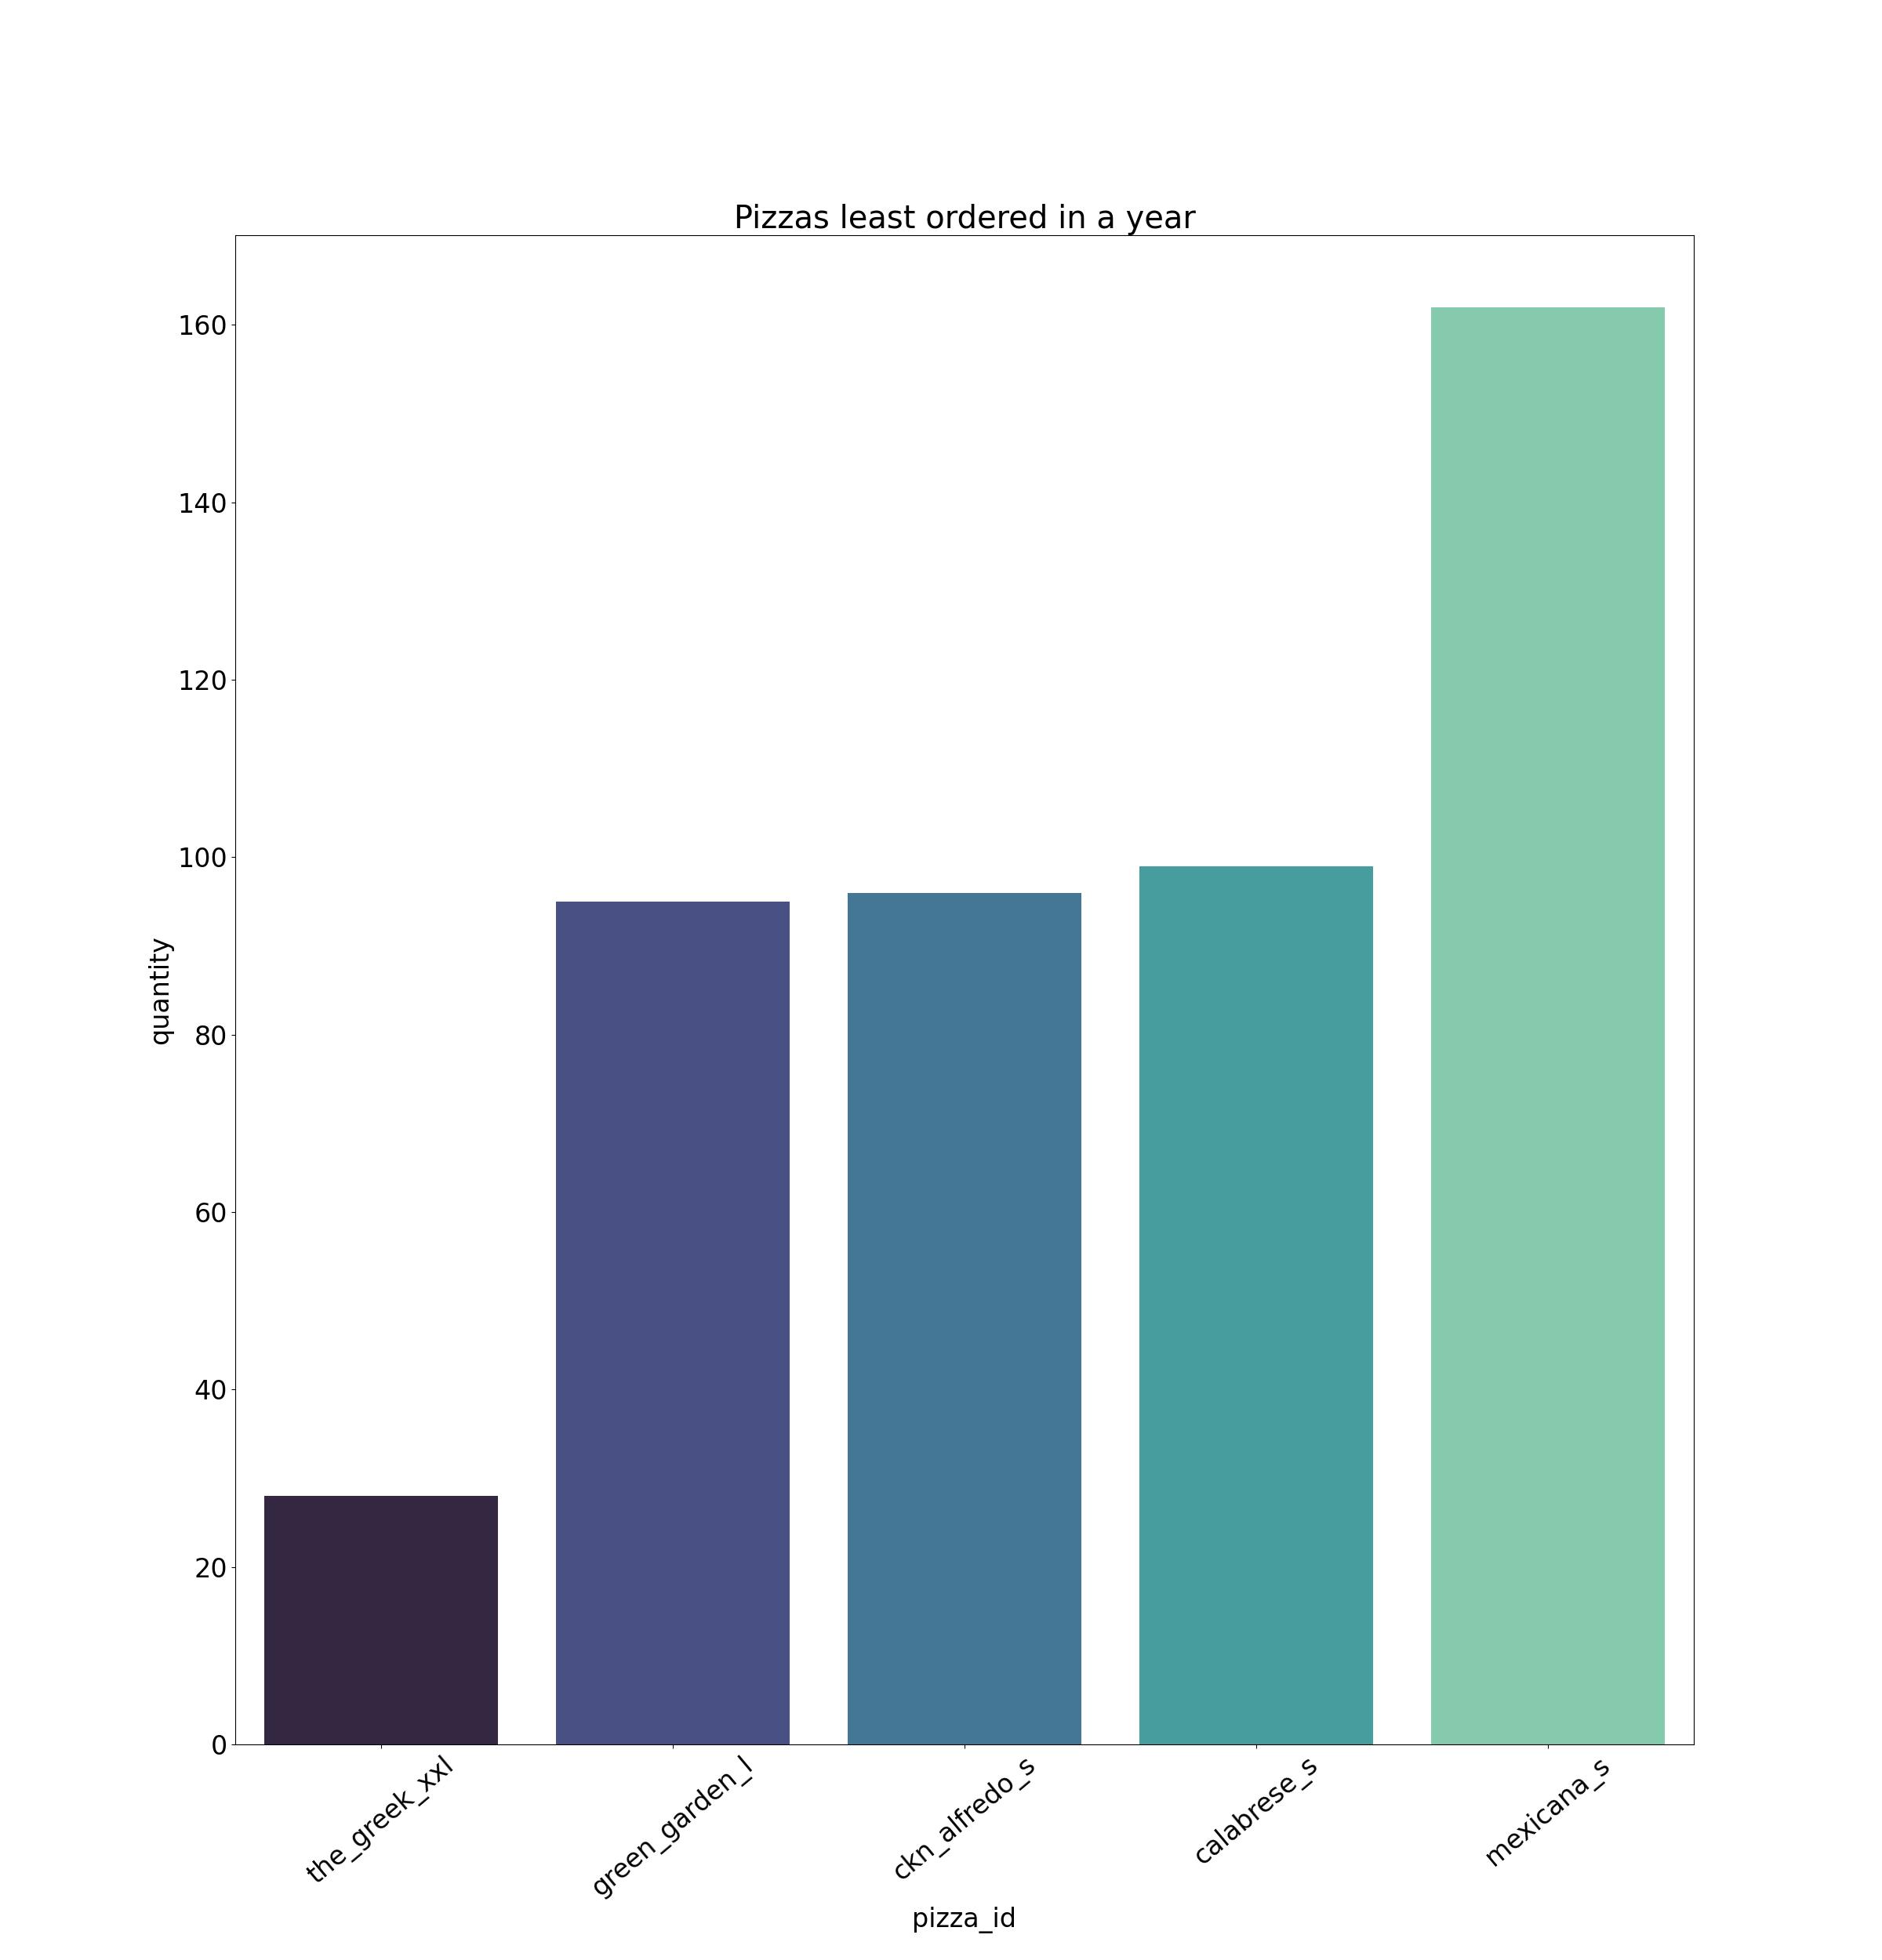 Pizzas least ordered in a year
160
140
120
100
80
60
40
20
0
quantity
the_greek_xxl
green_garden_l
ckn_alfredo_s
calabrese_s
mexicana_s
pizza_id